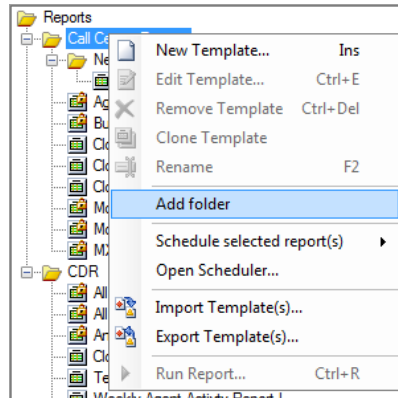 Reports
Call Ce
New Template... Ins
Ne
Edit Template... Ctrl+E
Ag
Remove Template Ctrl+Del
Bu
Clone Template
Clo
Clo
Rename F2
Clo
Mo
Add folder
Mo
MX
Schedule selected report(s)
CDR
Open Scheduler...
All
Import Template(s)...
All
Export Template(s)...
An
Clo
Run Report... Ctrl+R
Te
Weekly Agent Activty Report I